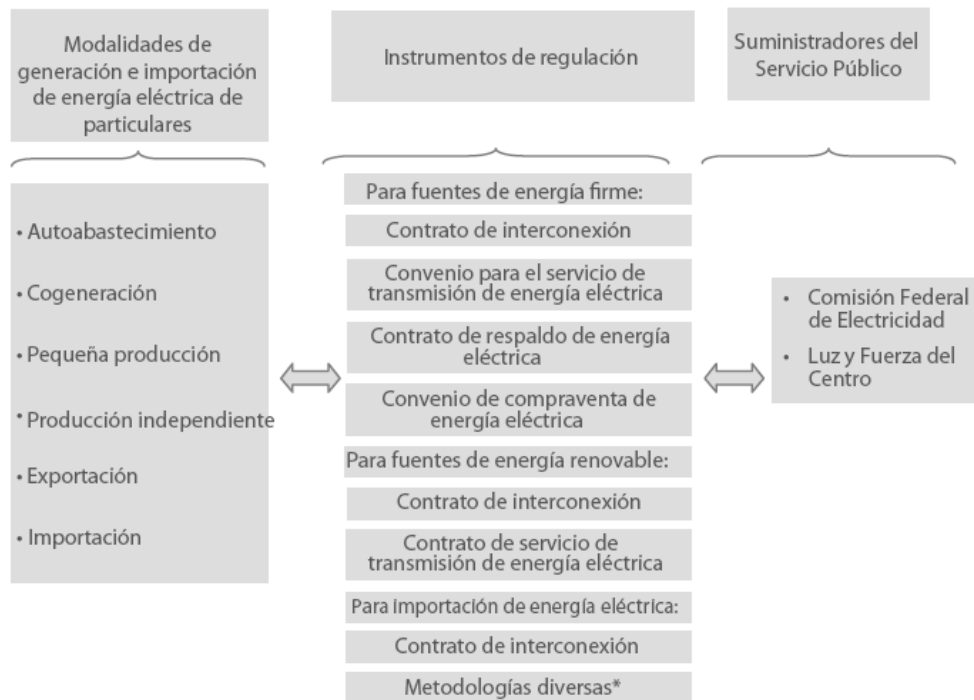 Modalidades de
generación e importación
de energía eléctrica de
particulares
Instrumentos de regulación
Suministradores del
Servicio Público
• Autoabastecimiento
• Cogeneración
• Pequeña producción
• Producción independiente
• Exportación
• Importación
Para fuentes de energía firme:
Contrato de interconexión
Convenio para el servicio de
transmisión de energía eléctrica
Contrato de respaldo de energía
eléctrica
Convenio de compraventa de
energía eléctrica
Para fuentes de energía renovable:
Contrato de interconexión
Contrato de servicio de
transmisión de energía eléctrica
Para importación de energía eléctrica:
Contrato de interconexión
Metodologías diversas*
• Comisión Federal
de Electricidad
• Luz y Fuerza del
Centro